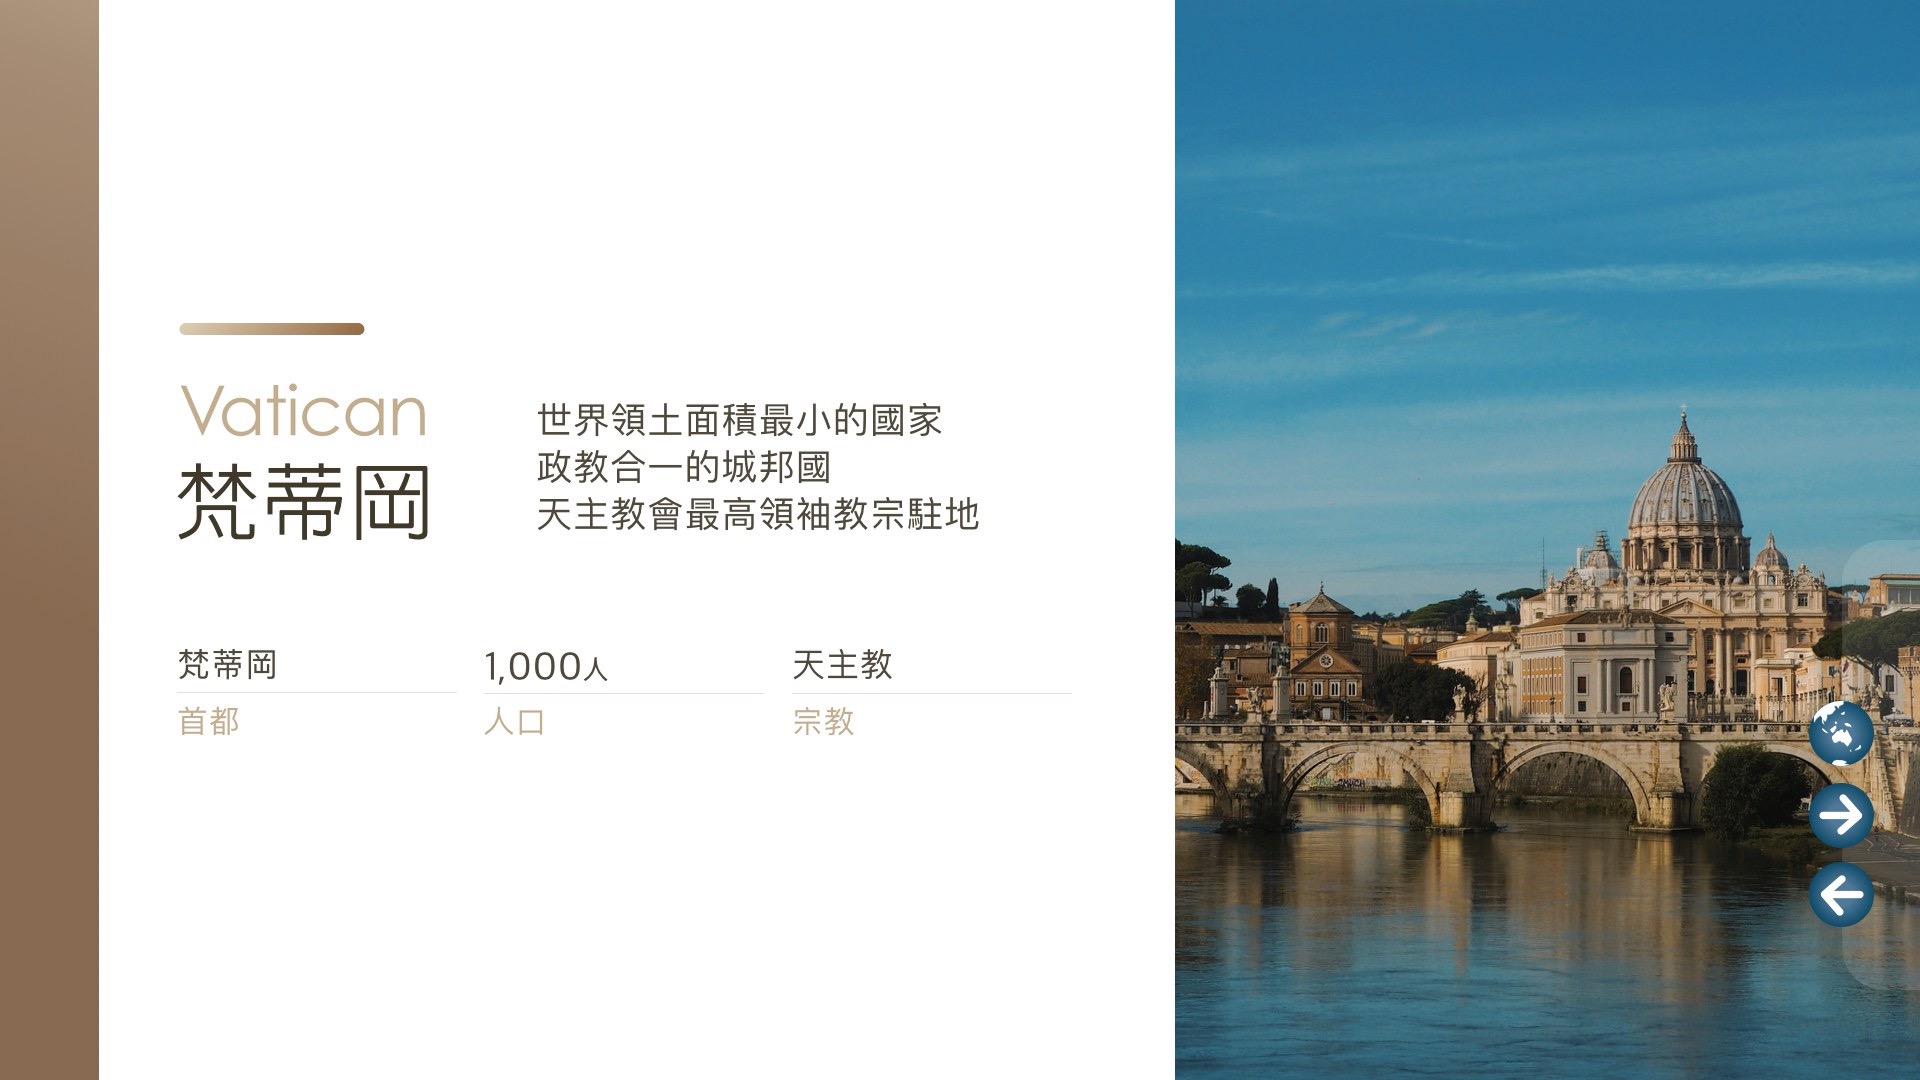 Vatican
梵蒂岡
世界領土面積最小的國家
政教合一的城邦國
天主教會最高領袖教宗駐地
梵蒂岡
首都
1,000人
人口
天主教
宗教